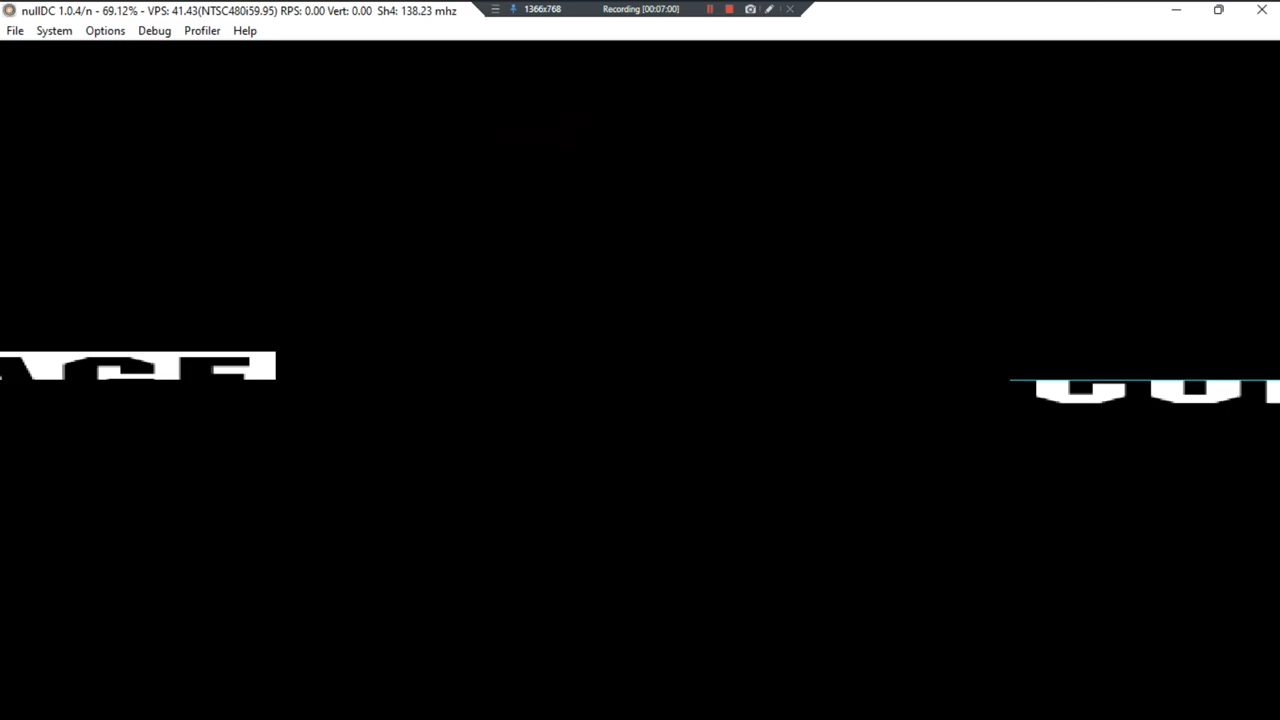 nullDC 1.0.4/n - 69.12% - VPS: 41.43(NTSC480i59.95) RPS: 0.00 Vert: 0.00 Sh4: 138.23 mhz
1366x768 Recording [00:07:00]
File System Options Debug Profiler Help